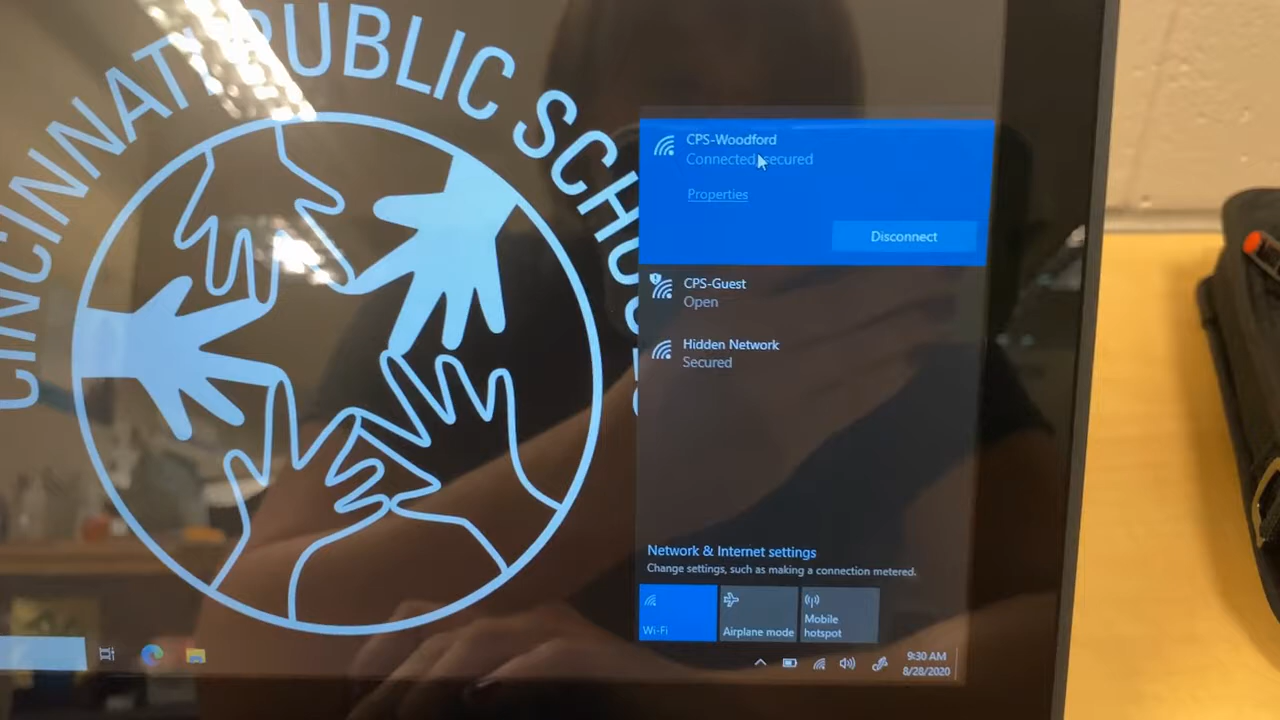 CINCINNATI PUBLIC SCHOOLS
CPS-Woodford
Connected, secured
Properties
Disconnect
CPS-Guest
Open
Hidden Network
Secured
Network & Internet settings
Change settings, such as making a connection metered.
Wi-Fi
Airplane mode
Mobile
hotspot
9:30 AM
8/28/2020